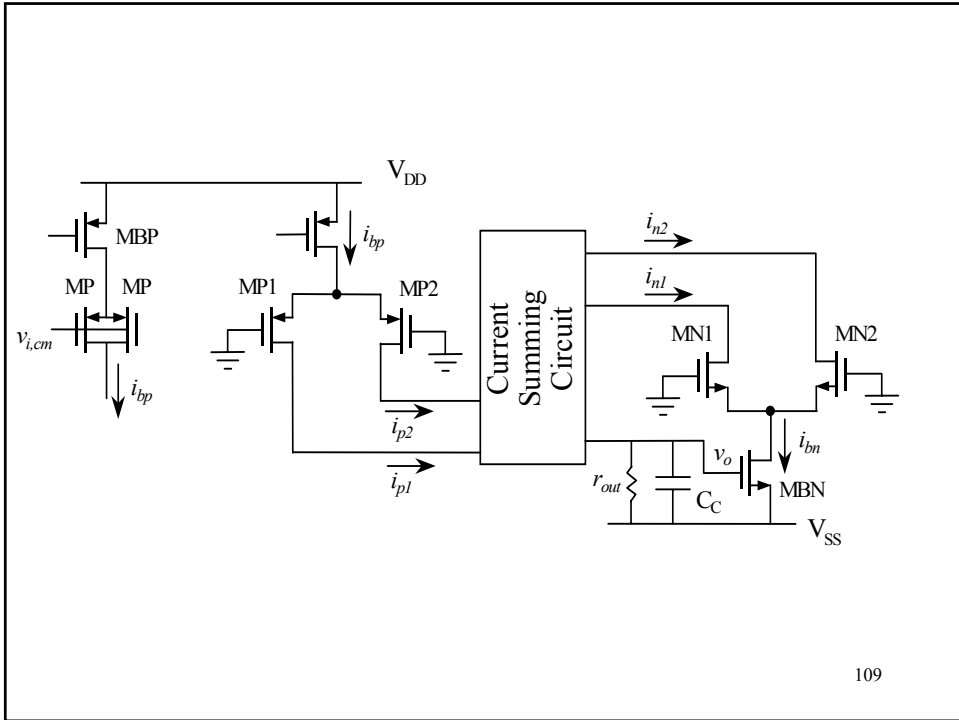 V_DD
MBP
i_bp
i_n2
MP MP
MP1
MP2
i_n1
v_i,cm
MN1
MN2
Current
Summing
Circuit
i_bp
i_p2
i_bn
v_o
i_p1
r_out
C_C
MBN
V_SS
109